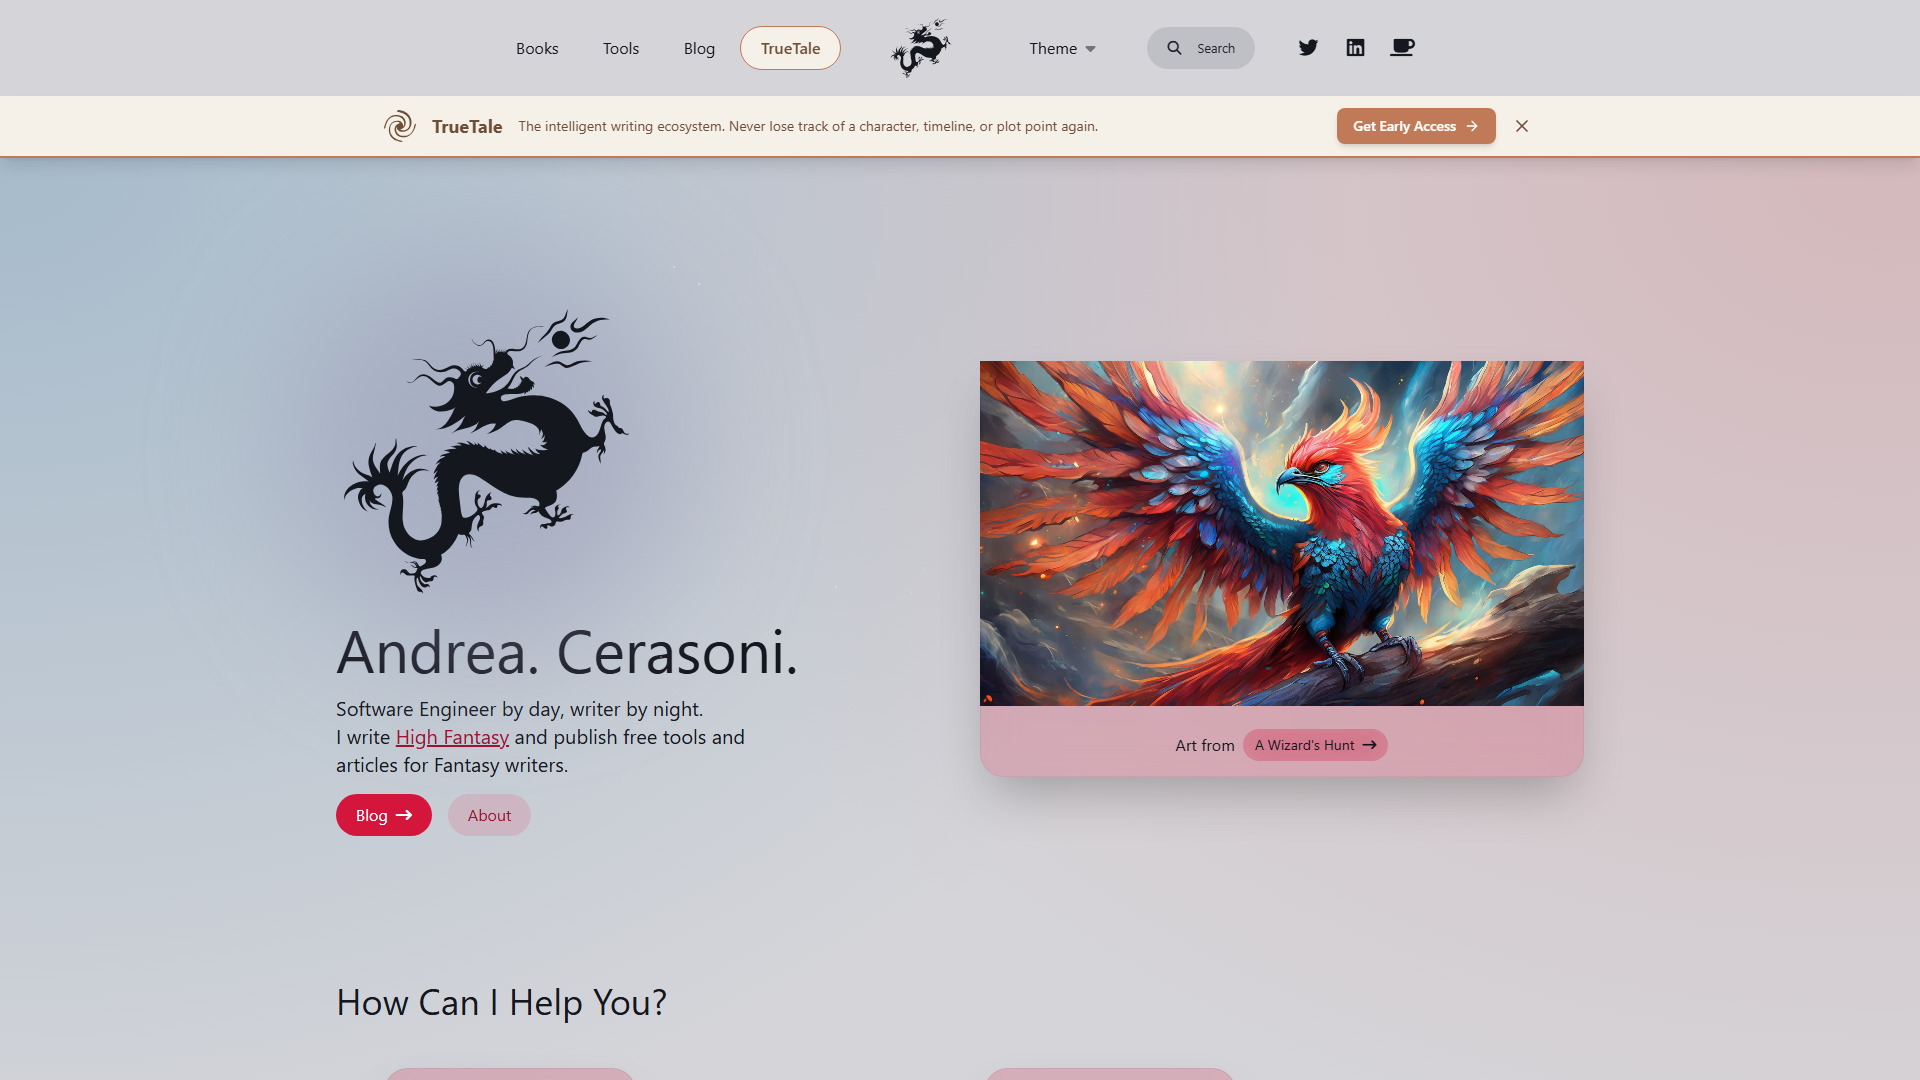 Books
Tools
Blog
TrueTale
Theme
Search
TrueTale
The intelligent writing ecosystem. Never lose track of a character, timeline, or plot point again.
Get Early Access
Andrea. Cerasoni.
Software Engineer by day, writer by night.
I write High Fantasy and publish free tools and
articles for Fantasy writers.
Blog
About
Art from
A Wizard's Hunt
How Can I Help You?